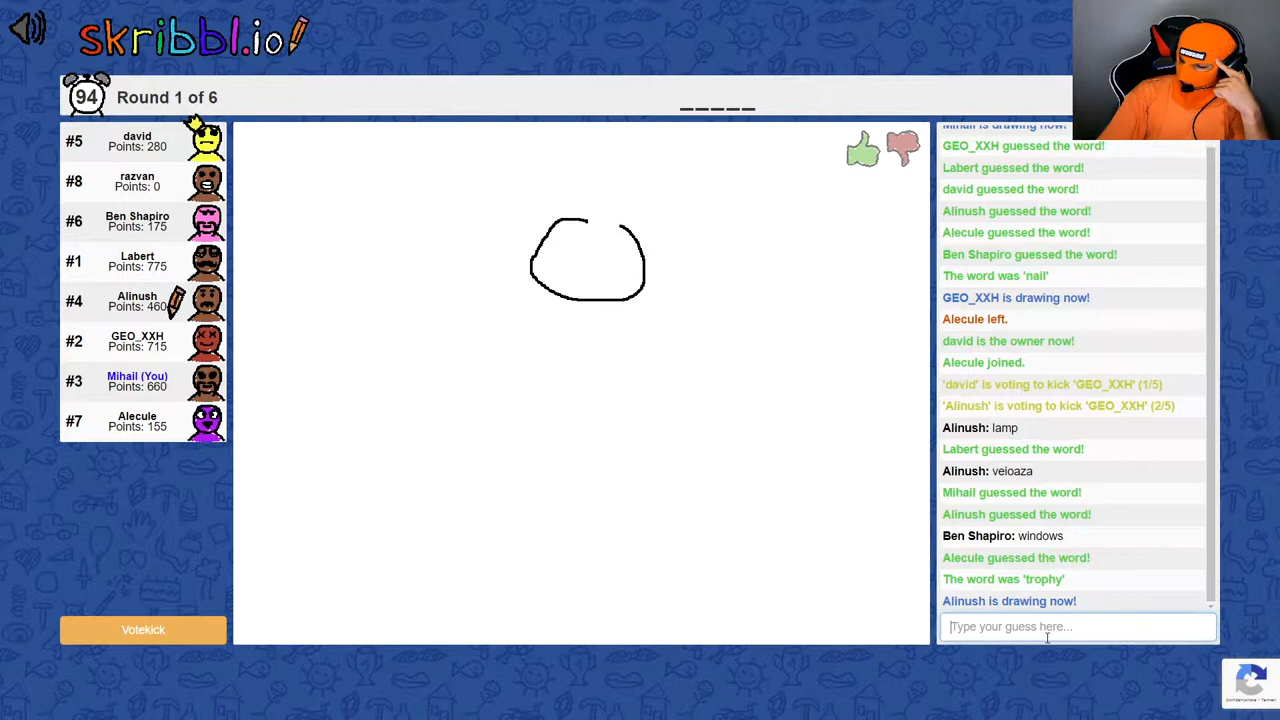 skribbl.io
94
Round 1 of 6
_____
#5
david
Points: 280
#8
razvan
Points: 0
#6
Ben Shapiro
Points: 175
#1
Labert
Points: 775
#4
Alinush
Points: 460
#2
GEO_XXH
Points: 715
#3
Mihail (You)
Points: 660
#7
Alecule
Points: 155
Votekick
Mihail is drawing now!
GEO_XXH guessed the word!
Labert guessed the word!
david guessed the word!
Alinush guessed the word!
Alecule guessed the word!
Ben Shapiro guessed the word!
The word was 'nail'
GEO_XXH is drawing now!
Alecule left.
david is the owner now!
Alecule joined.
'david' is voting to kick 'GEO_XXH' (1/5)
'Alinush' is voting to kick 'GEO_XXH' (2/5)
Alinush: lamp
Labert guessed the word!
Alinush: veioaza
Mihail guessed the word!
Alinush guessed the word!
Ben Shapiro: windows
Alecule guessed the word!
The word was 'trophy'
Alinush is drawing now!
Type your guess here...